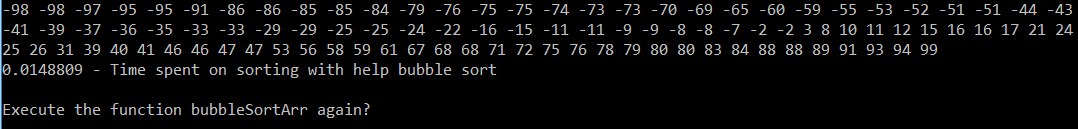 -98 -98 -97 -95 -95 -91 -86 -86 -85 -85 -84 -79 -76 -75 -75 -74 -73 -73 -70 -69 -65 -60 -59 -55 -53 -52 -51 -51 -44 -43
-41 -39 -37 -36 -35 -33 -33 -29 -29 -25 -25 -24 -22 -16 -15 -11 -11 -9 -9 -8 -8 -7 -2 -2 3 8 10 11 12 15 16 16 17 21 24
25 26 31 39 40 41 46 46 47 47 53 56 58 59 61 67 68 68 71 72 75 76 78 79 80 80 83 84 88 88 89 91 93 94 99
0.0148809 - Time spent on sorting with help bubble sort
Execute the function bubbleSortArr again?